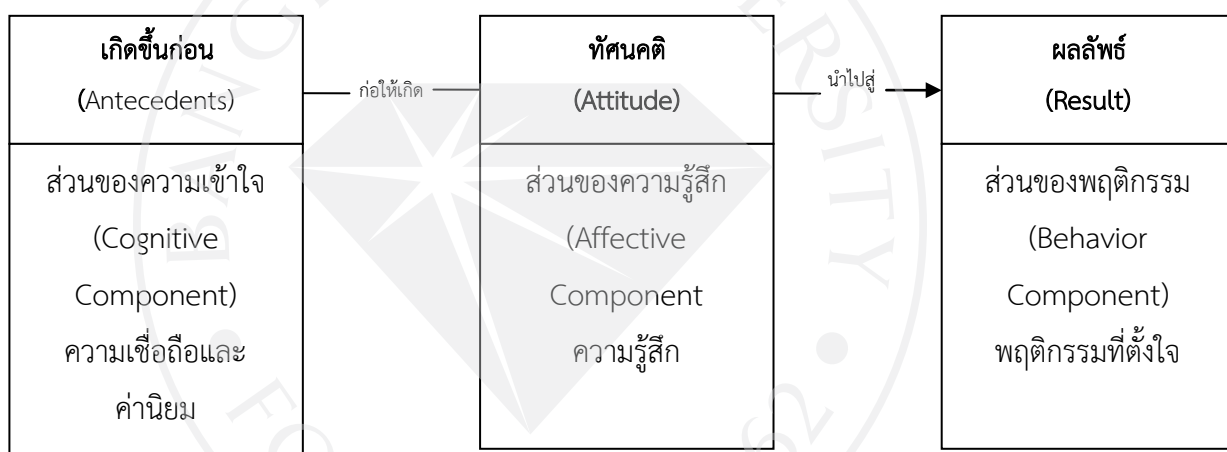 เกิดขึ้นก่อน
(Antecedents)
ก่อให้เกิด
ทัศนคติ
(Attitude)
นำไปสู่
ผลลัพธ์
(Result)
ส่วนของความเข้าใจ
(Cognitive
Component)
ความเชื่อถือและ
ค่านิยม
ส่วนของความรู้สึก
(Affective
Component
ความรู้สึก
ส่วนของพฤติกรรม
(Behavior
Component)
พฤติกรรมที่ตั้งใจ